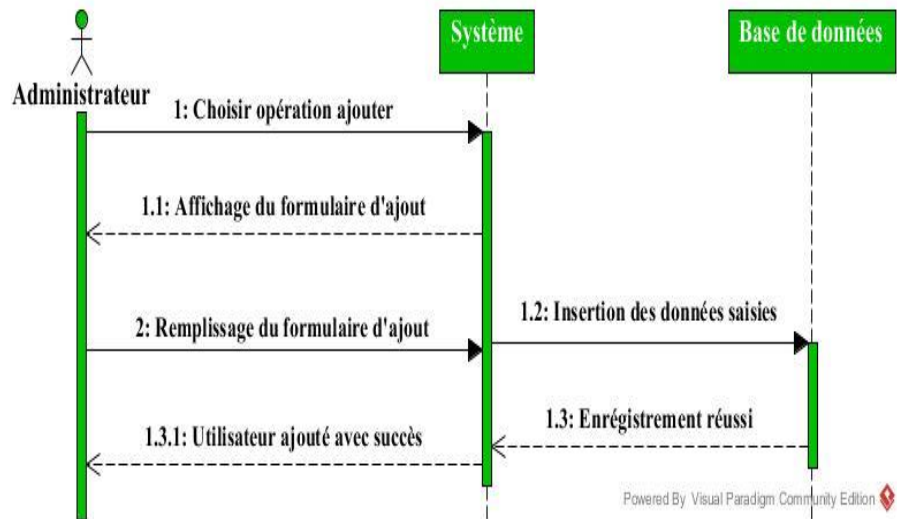 Système
Base de données
Administrateur
1: Choisir opération ajouter
1.1: Affichage du formulaire d'ajout
1.2: Insertion des données saisies
2: Remplissage du formulaire d'ajout
1.3: Enrégistrement réussi
1.3.1: Utilisateur ajouté avec succès
Powered By Visual Paradigm Community Edition